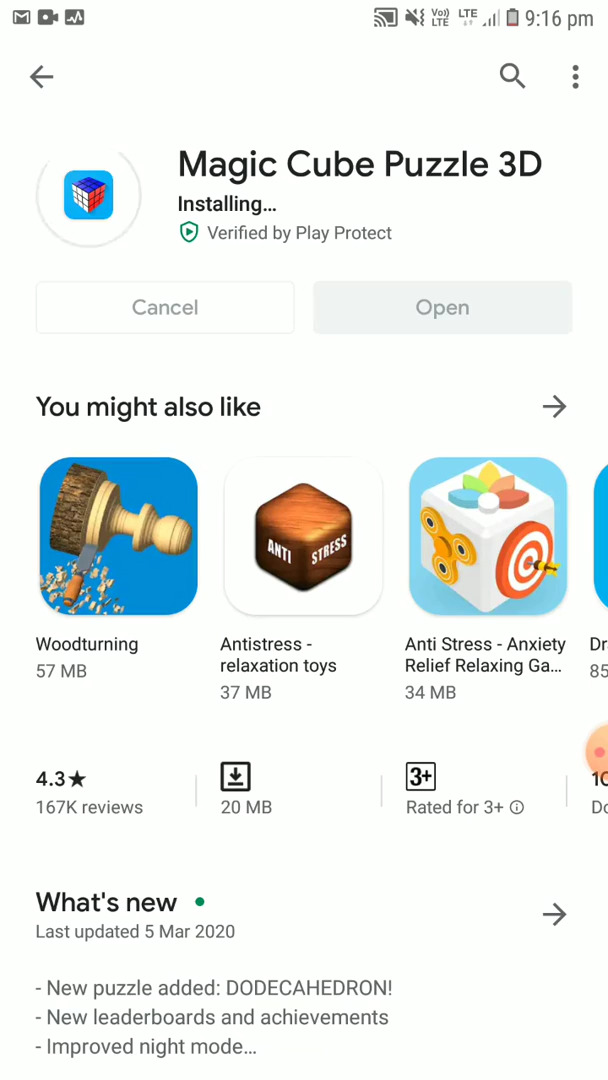 Vo))
LTE
LTE
9:16 pm
Magic Cube Puzzle 3D
Installing...
Verified by Play Protect
Cancel
Open
You might also like
ANTI STRESS
Woodturning
57 MB
Antistress -
relaxation toys
37 MB
Anti Stress - Anxiety
Relief Relaxing Ga...
34 MB
4.3★
167K reviews
20 MB
3+
Rated for 3+
What's new
Last updated 5 Mar 2020
- New puzzle added: DODECAHEDRON!
- New leaderboards and achievements
- Improved night mode...